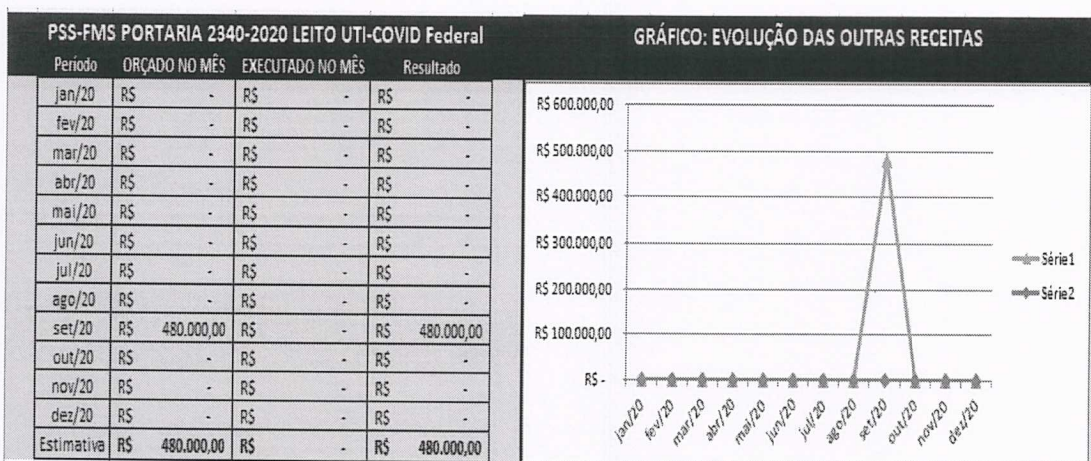 PSS-FMS PORTARIA 2340-2020 LEITO UTI-COVID Federal
Período ORÇADO NO MÊS EXECUTADO NO MÊS Resultado
jan/20 R$ - R$ - R$ -
fev/20 R$ - R$ - R$ -
mar/20 R$ - R$ - R$ -
abr/20 R$ - R$ - R$ -
mai/20 R$ - R$ - R$ -
jun/20 R$ - R$ - R$ -
jul/20 R$ - R$ - R$ -
ago/20 R$ - R$ - R$ -
set/20 R$ 480.000,00 R$ - R$ 480.000,00
out/20 R$ - R$ - R$ -
nov/20 R$ - R$ - R$ -
dez/20 R$ - R$ - R$ -
Estimativa R$ 480.000,00 R$ - R$ 480.000,00
GRÁFICO: EVOLUÇÃO DAS OUTRAS RECEITAS
R$ 600.000,00
R$ 500.000,00
R$ 400.000,00
R$ 300.000,00
R$ 200.000,00
R$ 100.000,00
R$ -
Série1
Série2
jan/20 fev/20 mar/20 abr/20 mai/20 jun/20 jul/20 ago/20 set/20 out/20 nov/20 dez/20